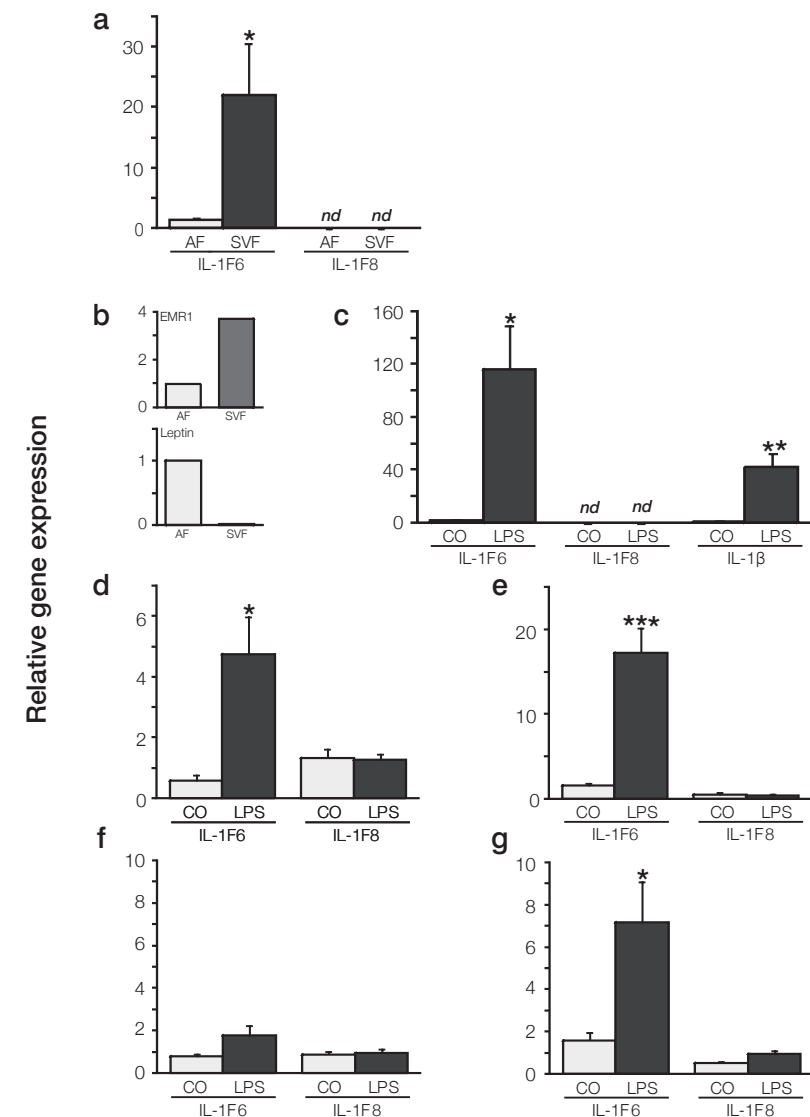 Relative gene expression
a
30
20
10
0
*
nd nd
AF SVF AF SVF
IL-1F6 IL-1F8
b
4
2
0
EMR1
AF SVF
Leptin
1
0
AF SVF
c
160
120
80
40
0
*
nd nd
**
CO LPS CO LPS CO LPS
IL-1F6 IL-1F8 IL-1β
d
6
4
2
0
*
CO LPS CO LPS
IL-1F6 IL-1F8
e
20
10
0
***
CO LPS CO LPS
IL-1F6 IL-1F8
f
10
8
6
4
2
0
CO LPS CO LPS
IL-1F6 IL-1F8
g
10
8
6
4
2
0
*
CO LPS CO LPS
IL-1F6 IL-1F8